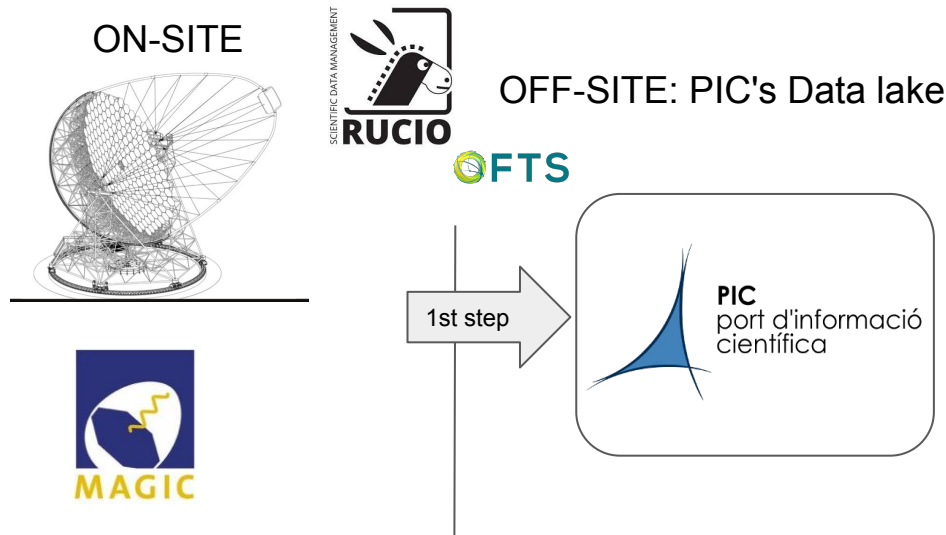 ON-SITE
SCIENTIFIC DATA MANAGEMENT
RUCIO
OFF-SITE: PIC's Data lake
FTS
1st step
PIC
port d'informació
científica
MAGIC